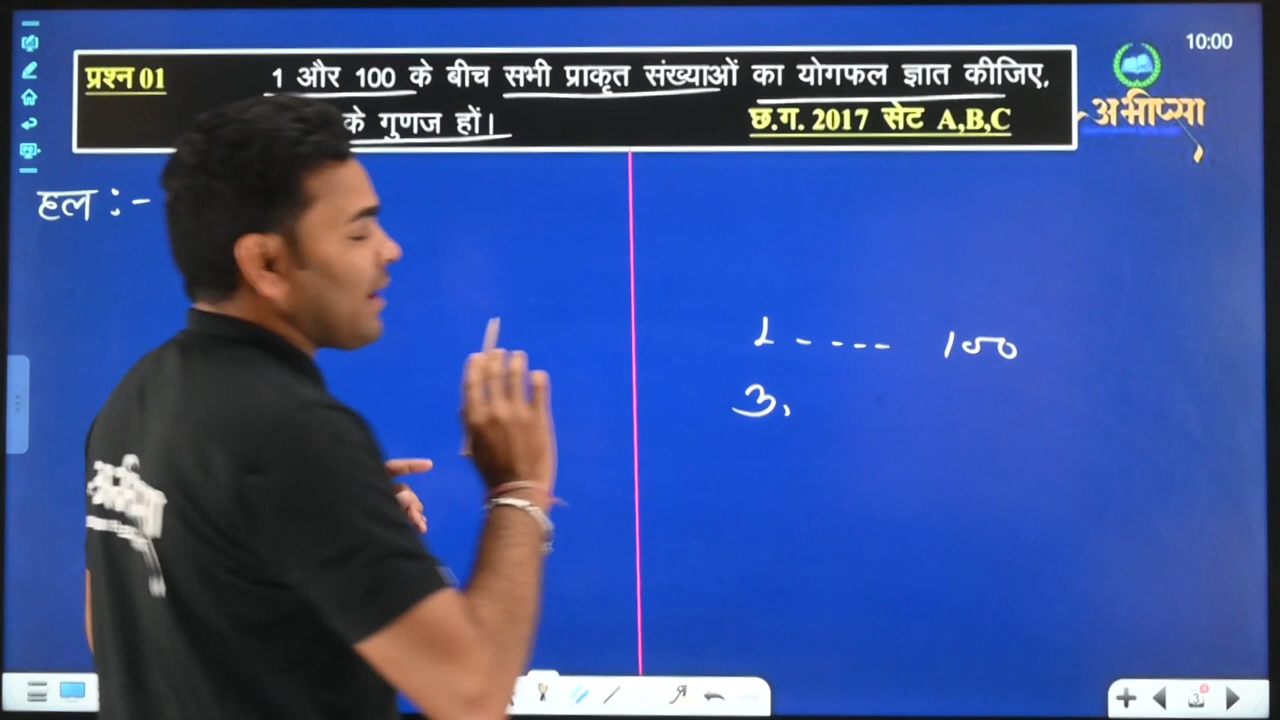 10:00
प्रश्न 01 1 और 100 के बीच सभी प्राकृत संख्याओं का योगफल ज्ञात कीजिए,
के गुणज हों। छ.ग. 2017 सेट A,B,C
अभीप्सा
हल :-
1 - - - - 100
3,